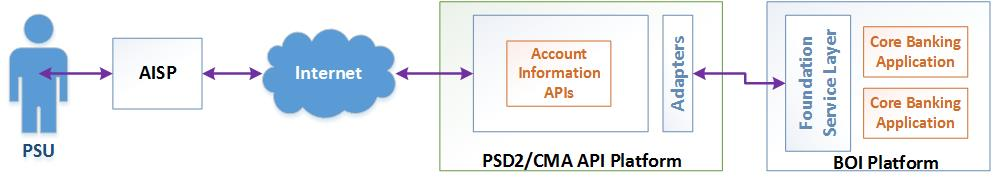 PSU
AISP
Internet
Account
Information
APIs
Adapters
PSD2/CMA API Platform
Foundation
Service Layer
Core Banking
Application
Core Banking
Application
BOI Platform